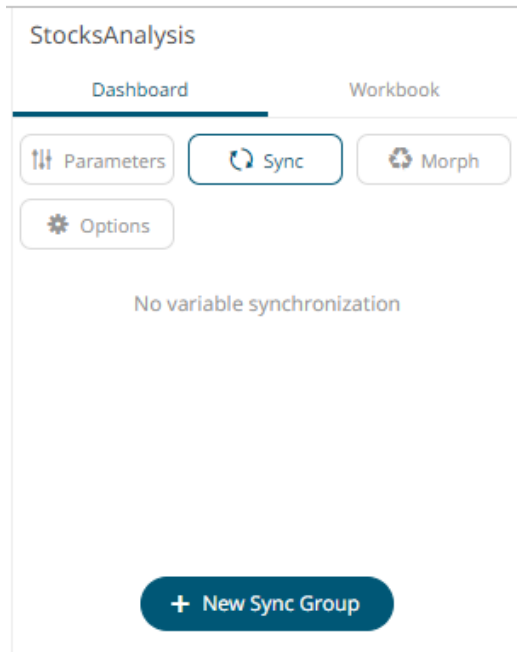 StocksAnalysis
Dashboard Workbook
Parameters Sync Morph
Options
No variable synchronization
+ New Sync Group